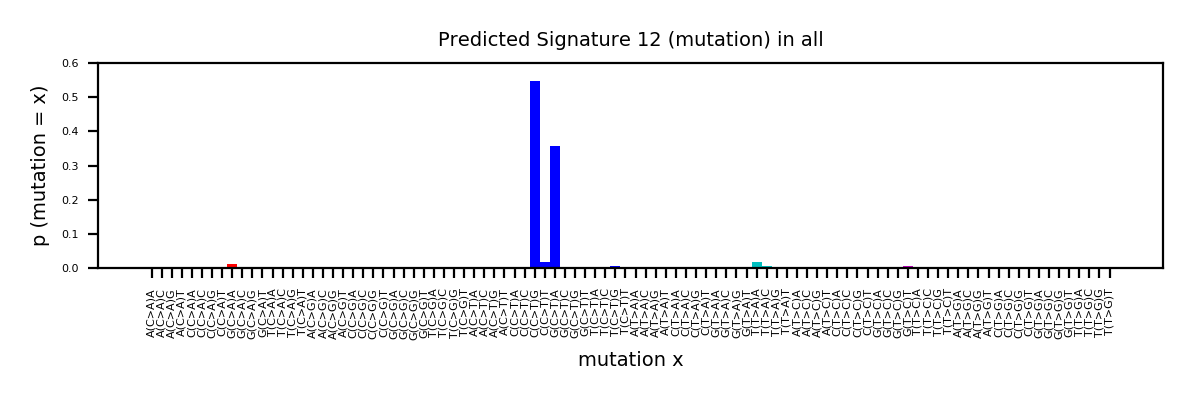 Predicted Signature 12 (mutation) in all
p (mutation = x)
0.6
0.5
0.4
0.3
0.2
0.1
0.0
A(C>A)A
A(C>A)C
A(C>A)G
A(C>A)T
C(C>A)A
C(C>A)C
C(C>A)G
C(C>A)T
G(C>A)A
G(C>A)C
G(C>A)G
G(C>A)T
T(C>A)A
T(C>A)C
T(C>A)G
T(C>A)T
A(C>G)A
A(C>G)C
A(C>G)G
A(C>G)T
C(C>G)A
C(C>G)C
C(C>G)G
C(C>G)T
G(C>G)A
G(C>G)C
G(C>G)G
G(C>G)T
T(C>G)A
T(C>G)C
T(C>G)G
T(C>G)T
A(C>T)A
A(C>T)C
A(C>T)G
A(C>T)T
C(C>T)A
C(C>T)C
C(C>T)G
C(C>T)T
G(C>T)A
G(C>T)C
G(C>T)G
G(C>T)T
T(C>T)A
T(C>T)C
T(C>T)G
T(C>T)T
A(T>A)A
A(T>A)C
A(T>A)G
A(T>A)T
C(T>A)A
C(T>A)C
C(T>A)G
C(T>A)T
G(T>A)A
G(T>A)C
G(T>A)G
G(T>A)T
T(T>A)A
T(T>A)C
T(T>A)G
T(T>A)T
A(T>C)A
A(T>C)C
A(T>C)G
A(T>C)T
C(T>C)A
C(T>C)C
C(T>C)G
C(T>C)T
G(T>C)A
G(T>C)C
G(T>C)G
G(T>C)T
T(T>C)A
T(T>C)C
T(T>C)G
T(T>C)T
A(T>G)A
A(T>G)C
A(T>G)G
A(T>G)T
C(T>G)A
C(T>G)C
C(T>G)G
C(T>G)T
G(T>G)A
G(T>G)C
G(T>G)G
G(T>G)T
T(T>G)A
T(T>G)C
T(T>G)G
T(T>G)T
mutation x